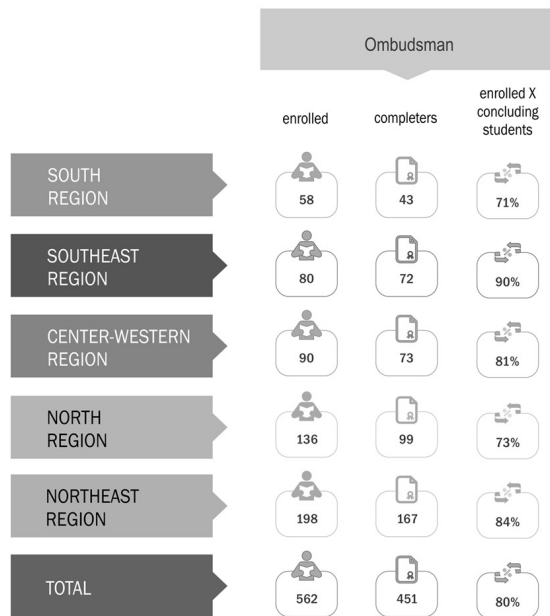 Ombudsman
enrolled
completers
enrolled X
concluding
students
SOUTH
REGION
58
43
71%
SOUTHEAST
REGION
80
72
90%
CENTER-WESTERN
REGION
90
73
81%
NORTH
REGION
136
99
73%
NORTHEAST
REGION
198
167
84%
TOTAL
562
451
80%